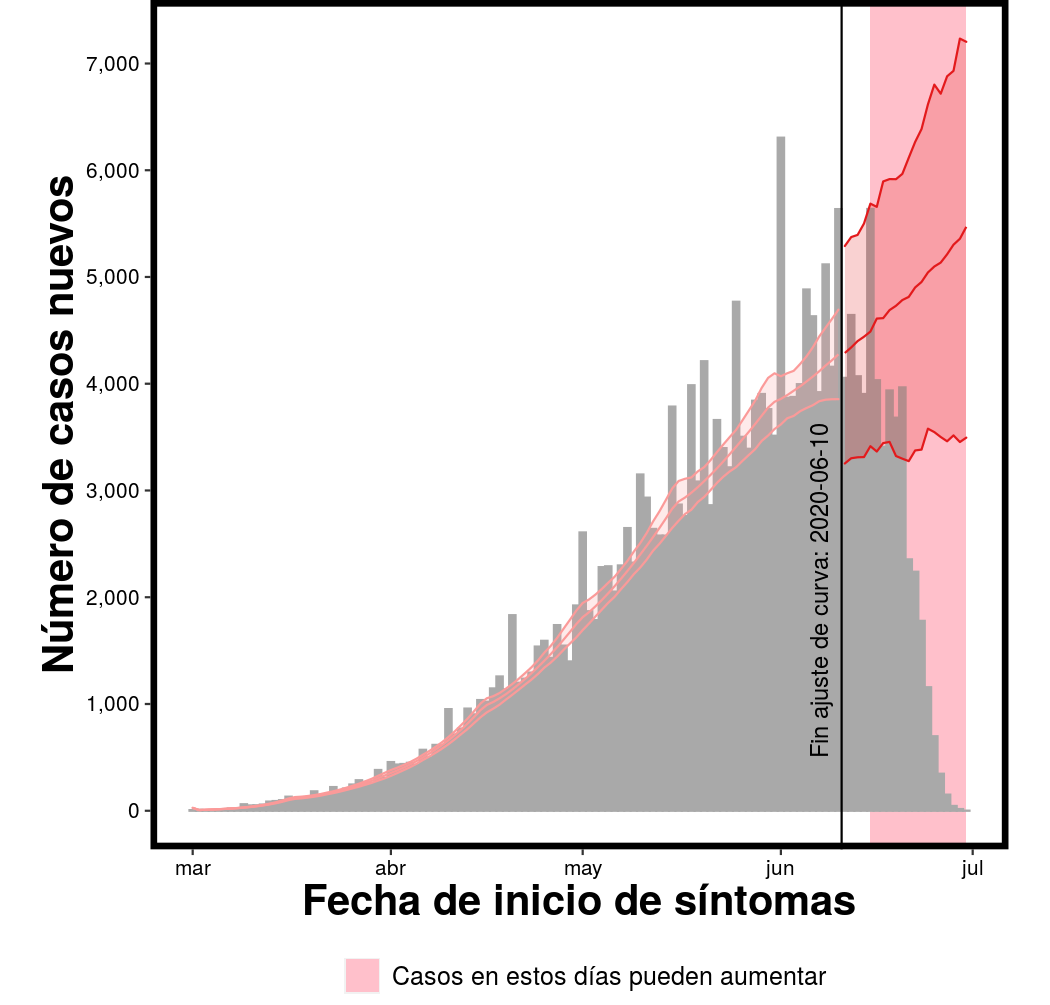 Número de casos nuevos
7,000
6,000
5,000
4,000
3,000
2,000
1,000
0
Fin ajuste de curva: 2020-06-10
mar abr may jun jul
Fecha de inicio de síntomas
Casos en estos días pueden aumentar